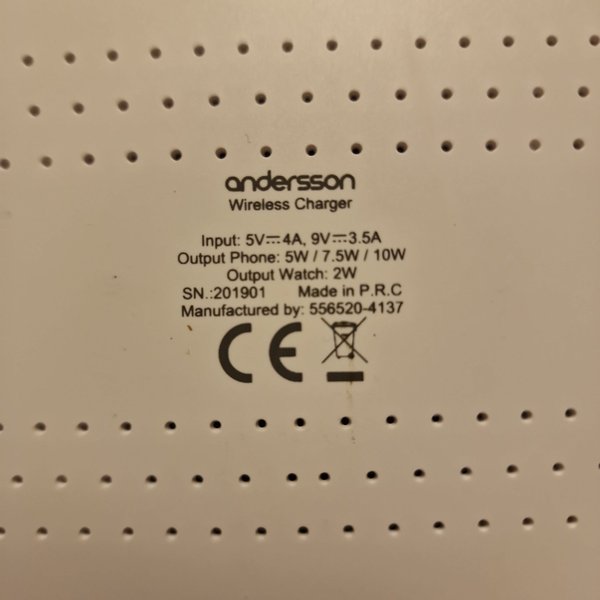 andersson
Wireless Charger
Input: 5V⎓4A, 9V⎓3.5A
Output Phone: 5W / 7.5W / 10W
Output Watch: 2W
SN.:201901 Made in P.R.C
Manufactured by: 556520-4137
CE